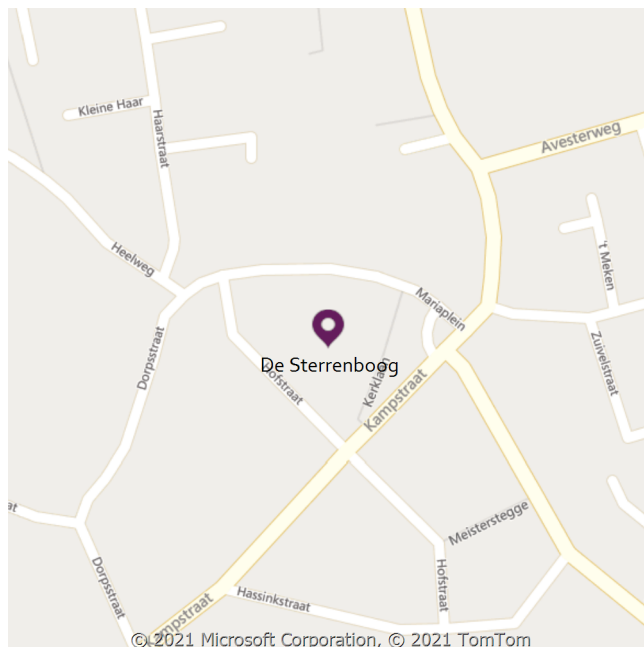 Kleine Haar
Haarstraat
Avesterweg
't Meken
Heelweg
Mariaplein
Dorpsstraat
De Sterrenboog
Hofstraat
Kerklaan
Kampstraat
Zuivelstraat
at
Meisterstegge
Dorpsstraat
Hofstraat
Hassinkstraat
Kampstraat
© 2021 Microsoft Corporation, © 2021 TomTom